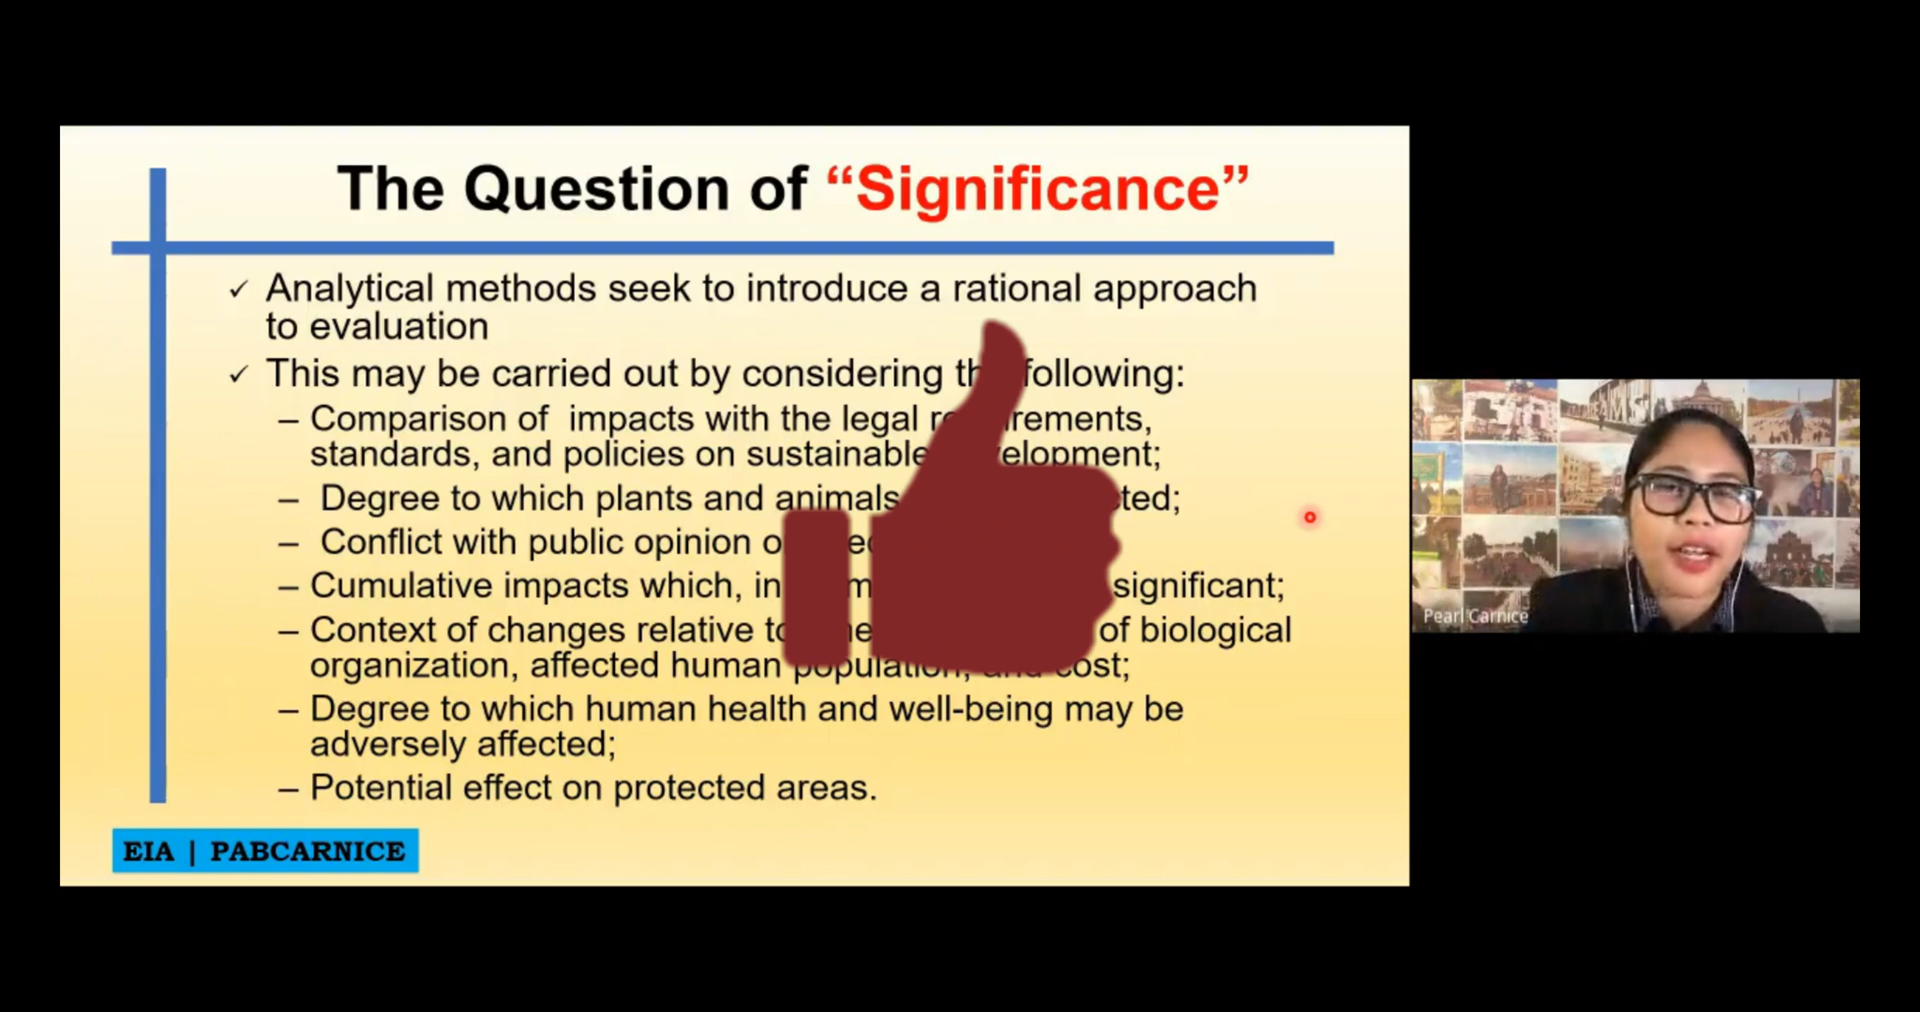 The Question of “Significance”
✓ Analytical methods seek to introduce a rational approach
to evaluation
✓ This may be carried out by considering th following:
– Comparison of impacts with the legal r rements,
standards, and policies on sustainable elopment;
– Degree to which plants and animals ted;
– Conflict with public opinion o
– Cumulative impacts which, in significant;
– Context of changes relative to of biological
organization, affected human population, and cost;
– Degree to which human health and well-being may be
adversely affected;
– Potential effect on protected areas.
EIA | PABCARNICE
Pearl Carnice